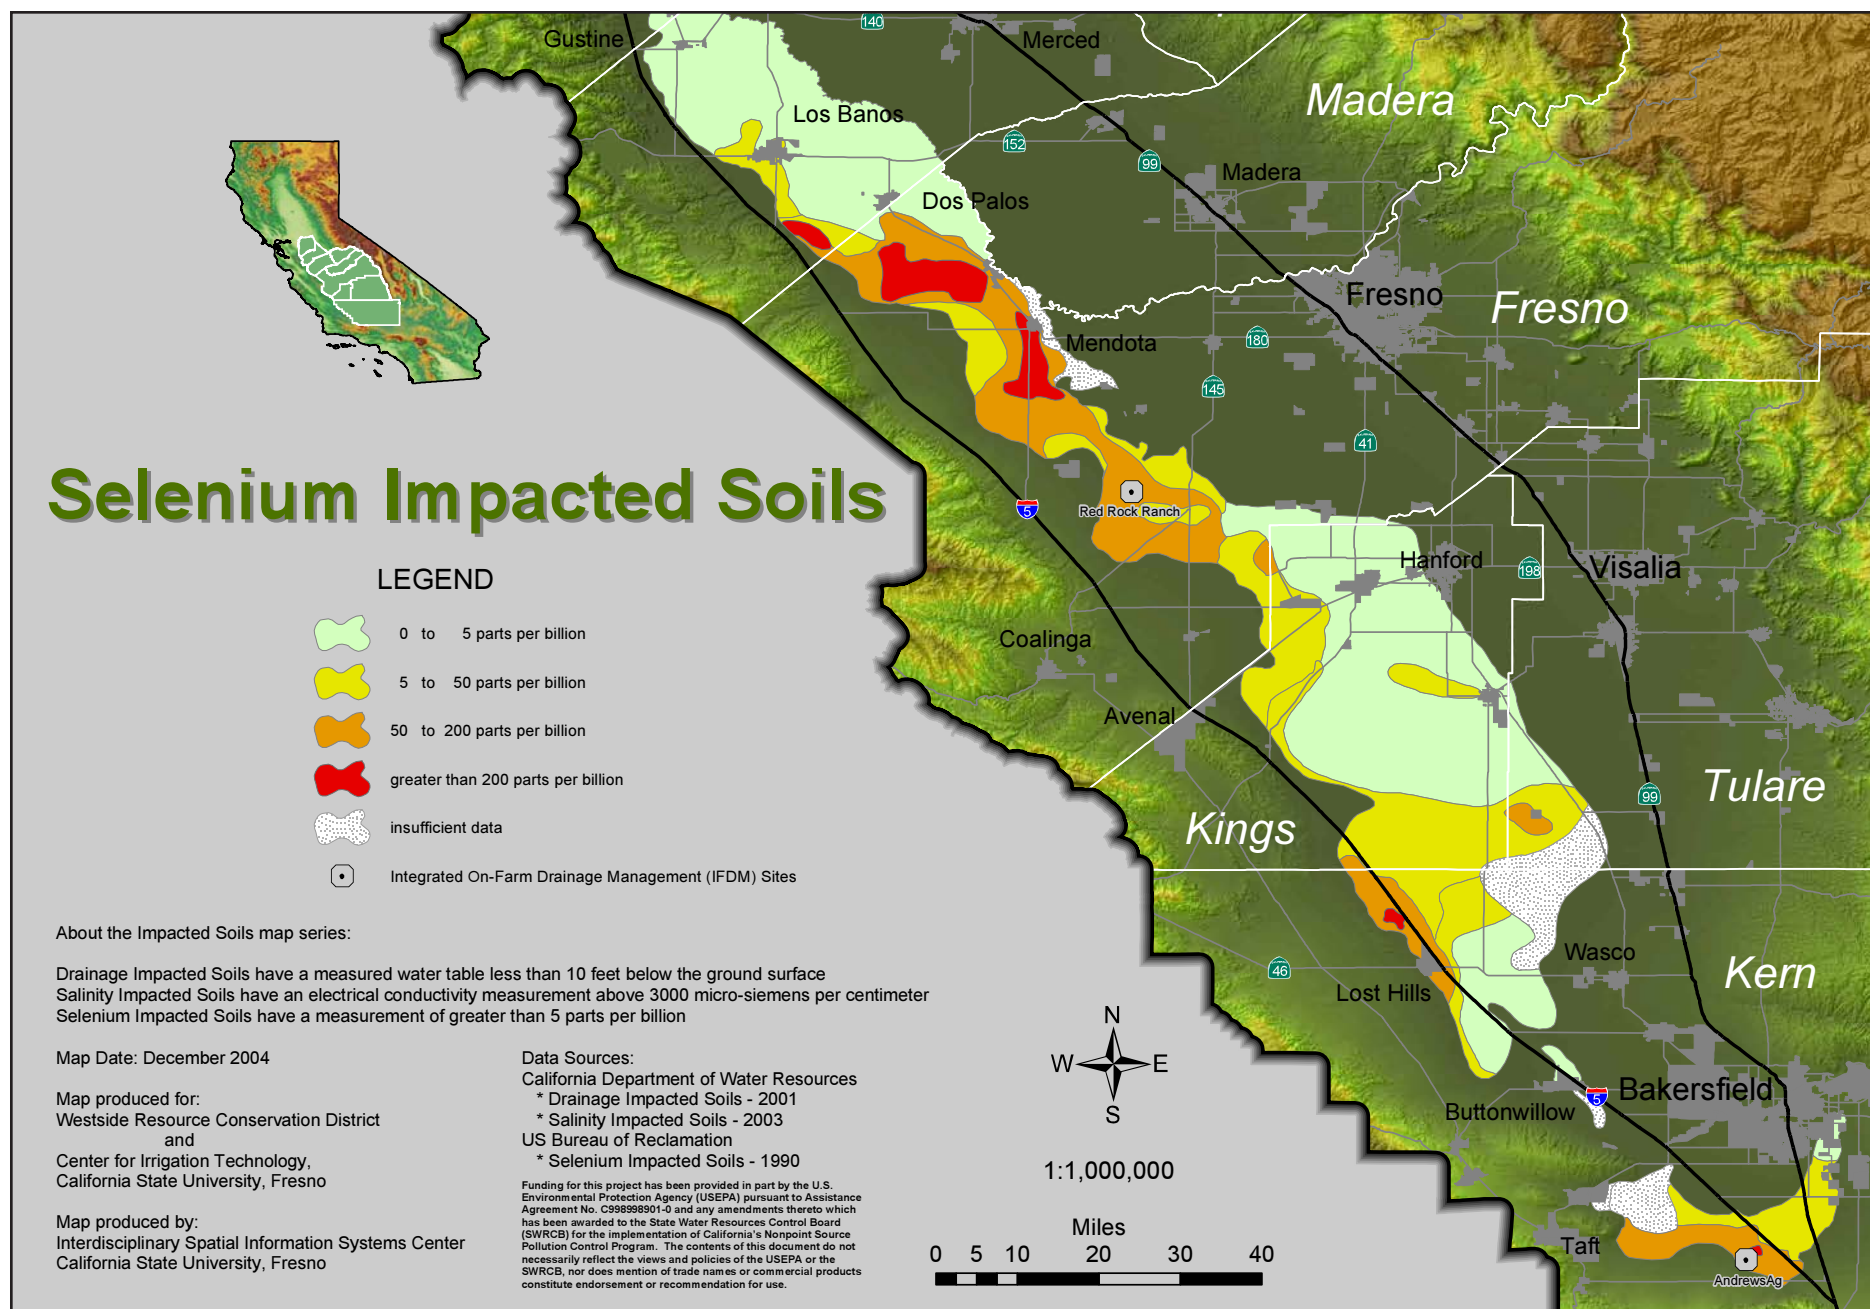 Gustine
140
Merced
Madera
Los Banos
152
99
Madera
Dos Palos
Fresno
Fresno
Mendota
180
145
41
Selenium Impacted Soils
5
Red Rock Ranch
Hanford
198
Visalia
Coalinga
Avenal
99
Tulare
Kings
Wasco
46
Kern
Lost Hills
5
Bakersfield
Buttonwillow
Taft
AndrewsAg
LEGEND
0 to 5 parts per billion
5 to 50 parts per billion
50 to 200 parts per billion
greater than 200 parts per billion
insufficient data
Integrated On-Farm Drainage Management (IFDM) Sites
About the Impacted Soils map series:
Drainage Impacted Soils have a measured water table less than 10 feet below the ground surface
Salinity Impacted Soils have an electrical conductivity measurement above 3000 micro-siemens per centimeter
Selenium Impacted Soils have a measurement of greater than 5 parts per billion
Map Date: December 2004
Map produced for:
Westside Resource Conservation District
and
Center for Irrigation Technology,
California State University, Fresno
Map produced by:
Interdisciplinary Spatial Information Systems Center
California State University, Fresno
Data Sources:
California Department of Water Resources
* Drainage Impacted Soils - 2001
* Salinity Impacted Soils - 2003
US Bureau of Reclamation
* Selenium Impacted Soils - 1990
Funding for this project has been provided in part by the U.S.
Environmental Protection Agency (USEPA) pursuant to Assistance
Agreement No. C998998901-0 and any amendments thereto which
has been awarded to the State Water Resources Control Board
(SWRCB) for the implementation of California's Nonpoint Source
Pollution Control Program. The contents of this document do not
necessarily reflect the views and policies of the USEPA or the
SWRCB, nor does mention of trade names or commercial products
constitute endorsement or recommendation for use.
N
W E
S
1:1,000,000
Miles
0 5 10 20 30 40